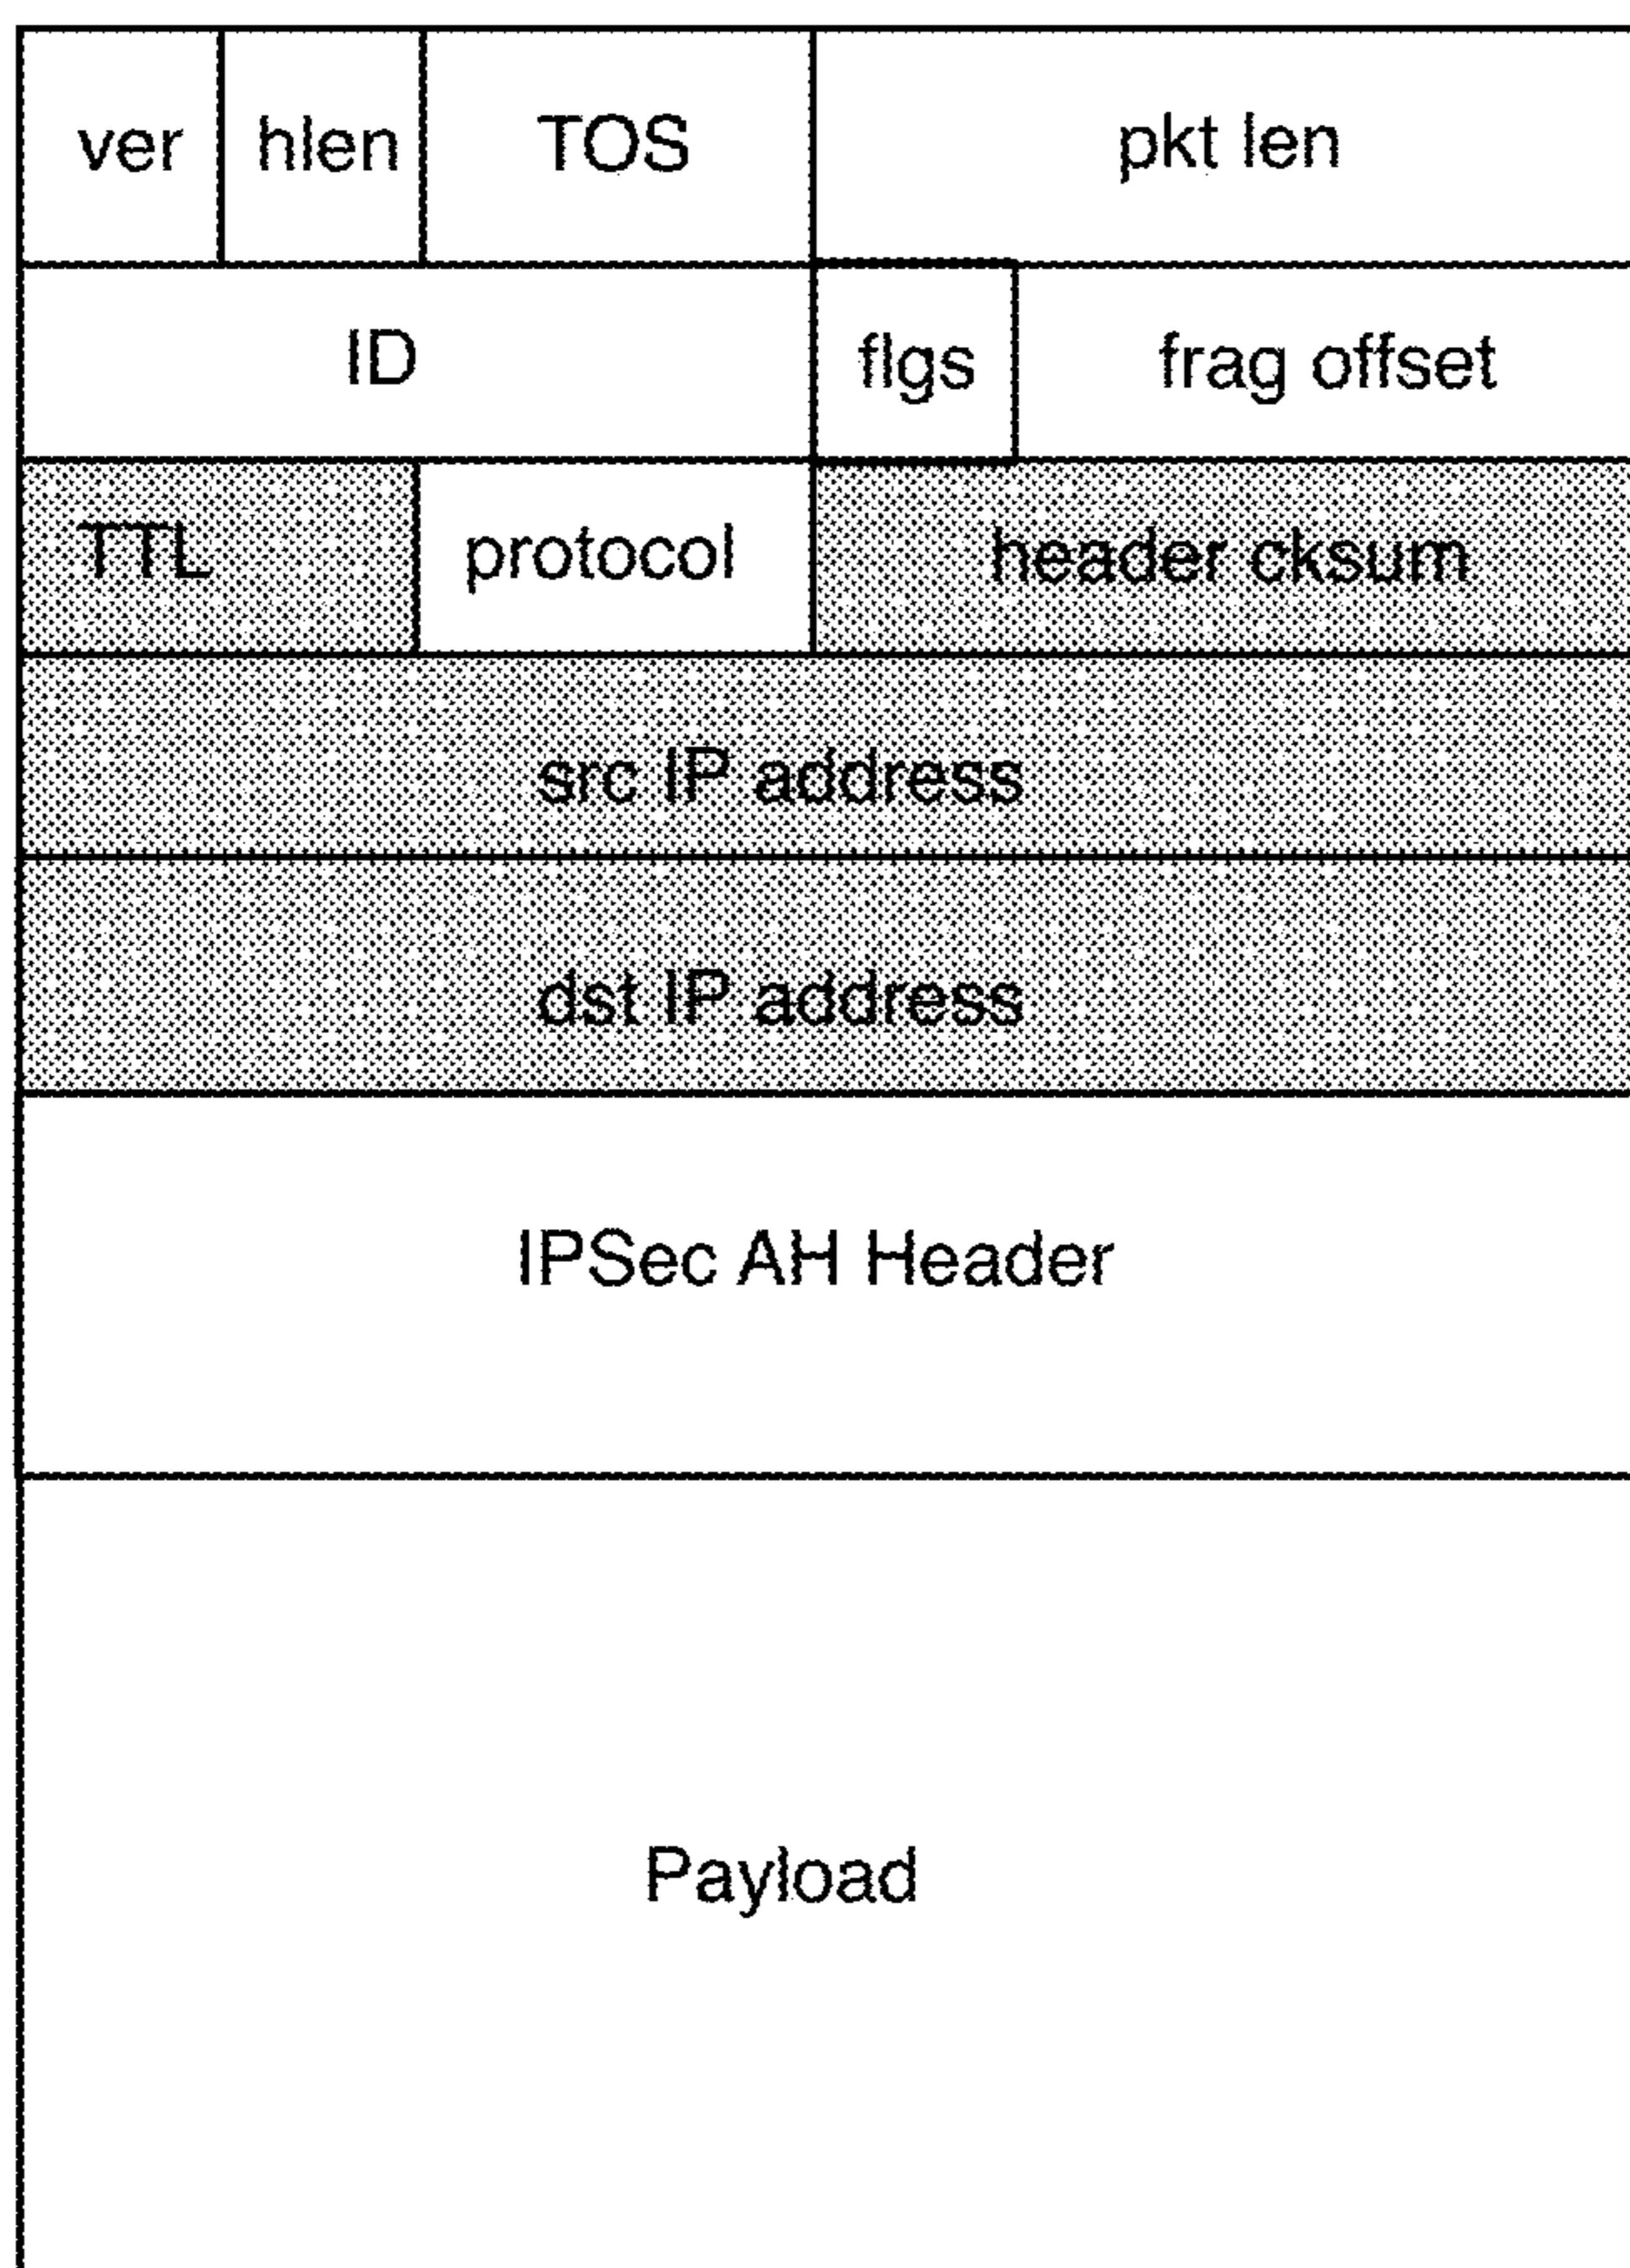 ver hlen TOS pkt len
ID flgs frag offset
TTL protocol header cksum
src IP address
dst IP address
IPSec AH Header
Payload